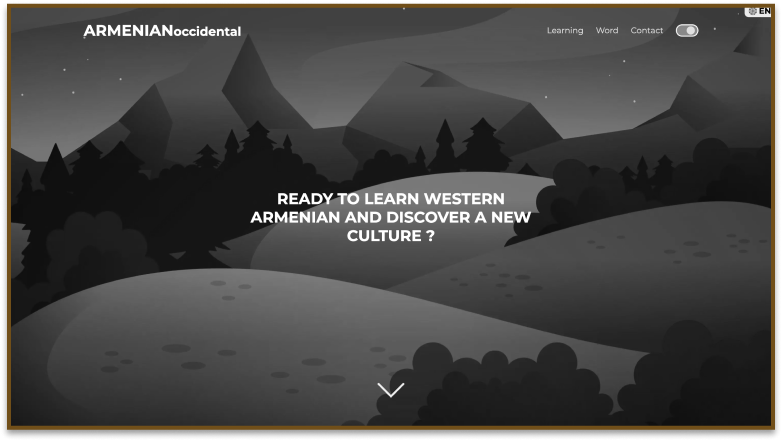 EN
ARMENIANoccidental
Learning Word Contact
READY TO LEARN WESTERN
ARMENIAN AND DISCOVER A NEW
CULTURE ?